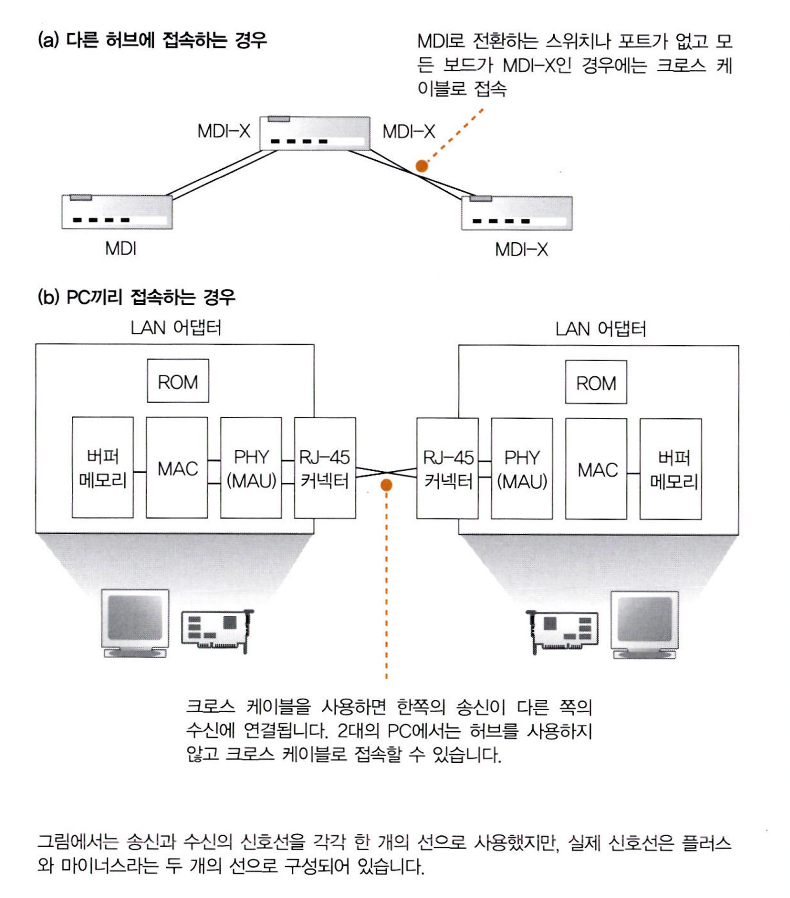 (a) 다른 허브에 접속하는 경우
MDI로 전환하는 스위치나 포트가 없고 모
든 보드가 MDI-X인 경우에는 크로스 케
이블로 접속
MDI-X
MDI-X
MDI
MDI-X
(b) PC끼리 접속하는 경우
LAN 어댑터
LAN 어댑터
ROM
ROM
버퍼
메모리
MAC
PHY
(MAU)
RJ-45
커넥터
RJ-45
커넥터
PHY
(MAU)
MAC
버퍼
메모리
크로스 케이블을 사용하면 한쪽의 송신이 다른 쪽의
수신에 연결됩니다. 2대의 PC에서는 허브를 사용하지
않고 크로스 케이블로 접속할 수 있습니다.
그림에서는 송신과 수신의 신호선을 각각 한 개의 선으로 사용했지만, 실제 신호선은 플러스
와 마이너스라는 두 개의 선으로 구성되어 있습니다.